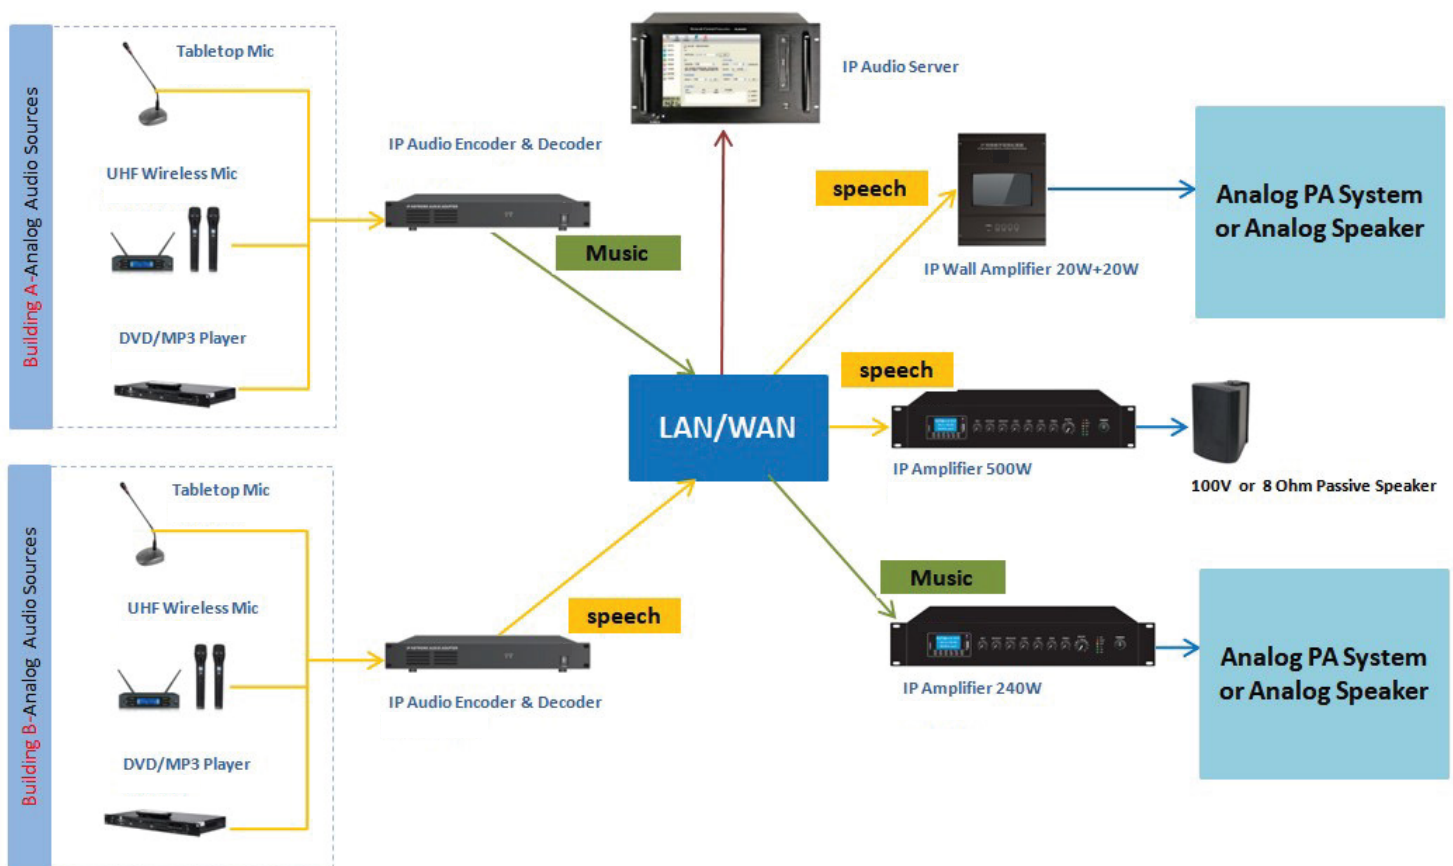 Building A-Analog Audio Sources
Tabletop Mic
UHF Wireless Mic
DVD/MP3 Player
IP Audio Encoder & Decoder
Music
IP Audio Server
speech
IP Wall Amplifier 20W+20W
Analog PA System
or Analog Speaker
LAN/WAN
speech
IP Amplifier 500W
100V or 8 Ohm Passive Speaker
Building B-Analog Audio Sources
Tabletop Mic
UHF Wireless Mic
DVD/MP3 Player
speech
IP Audio Encoder & Decoder
Music
IP Amplifier 240W
Analog PA System
or Analog Speaker